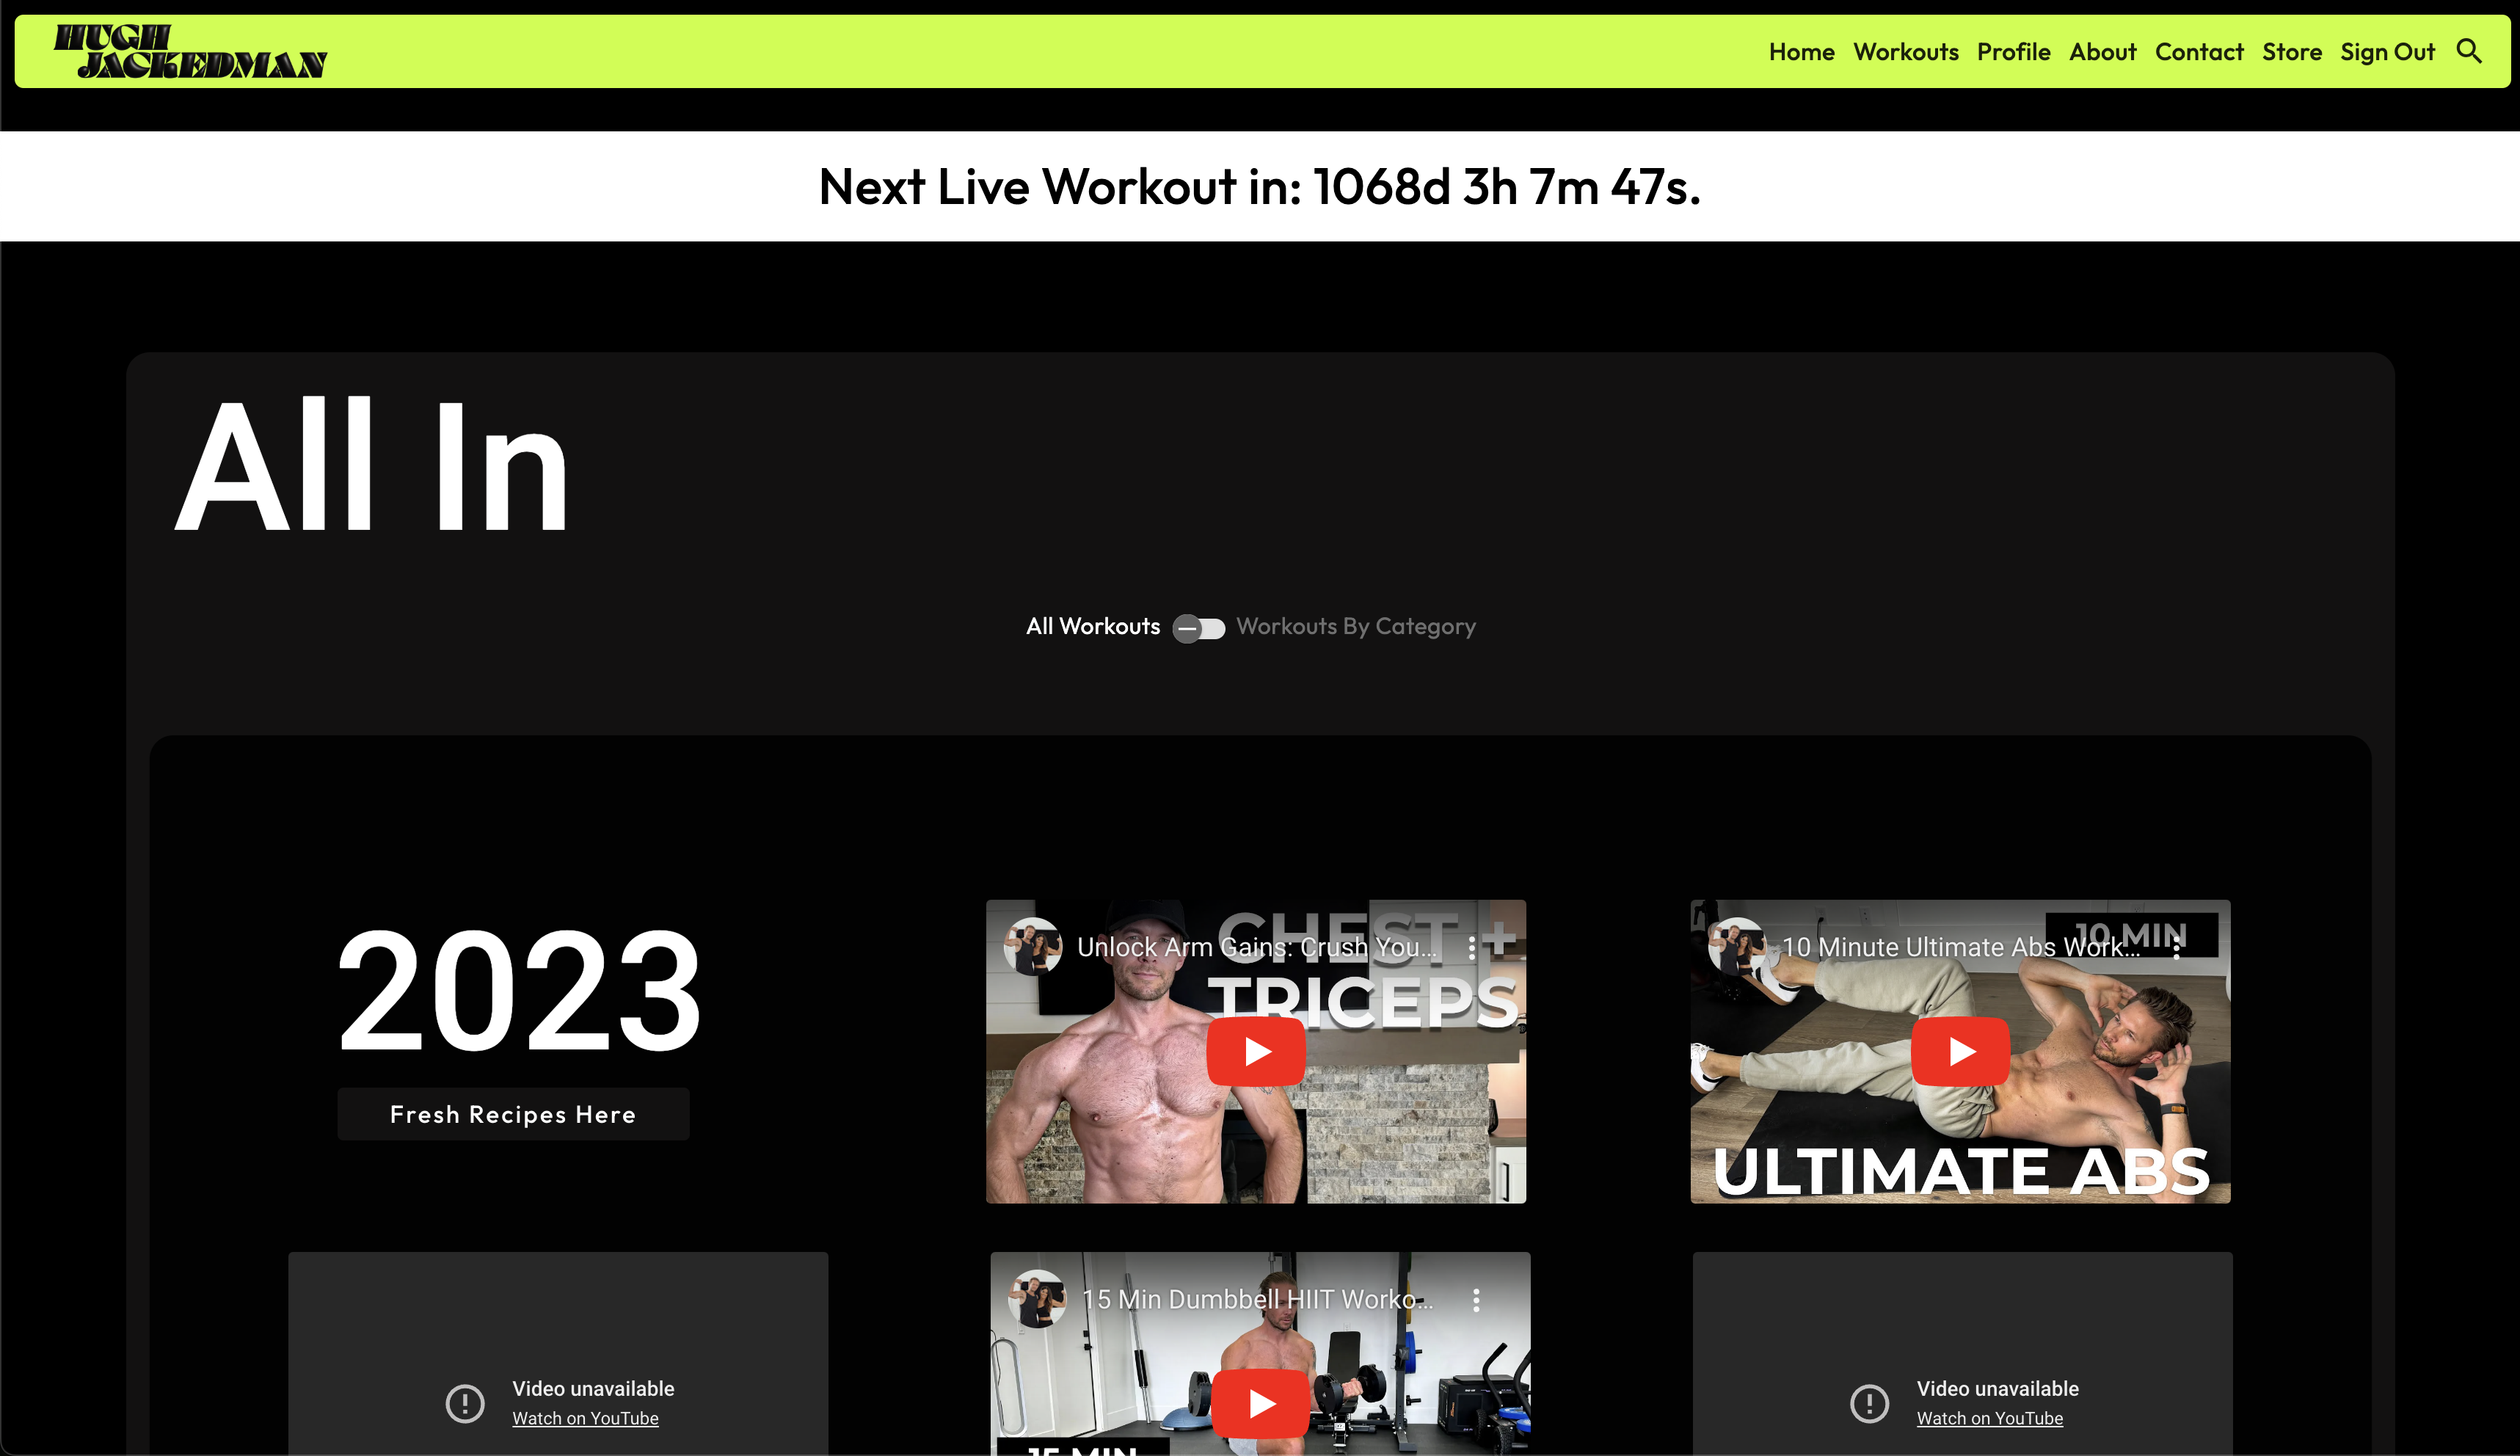 HUGH
JACKEDMAN
Home Workouts Profile About Contact Store Sign Out
Next Live Workout in: 1068d 3h 7m 47s.
All In
All Workouts Workouts By Category
2023
Fresh Recipes Here
Unlock Arm Gains: Crush You...
CHEST +
TRICEPS
10 Minute Ultimate Abs Work...
10 MIN
ULTIMATE ABS
Video unavailable
Watch on YouTube
15 Min Dumbbell HIIT Worko...
15 MIN
Video unavailable
Watch on YouTube